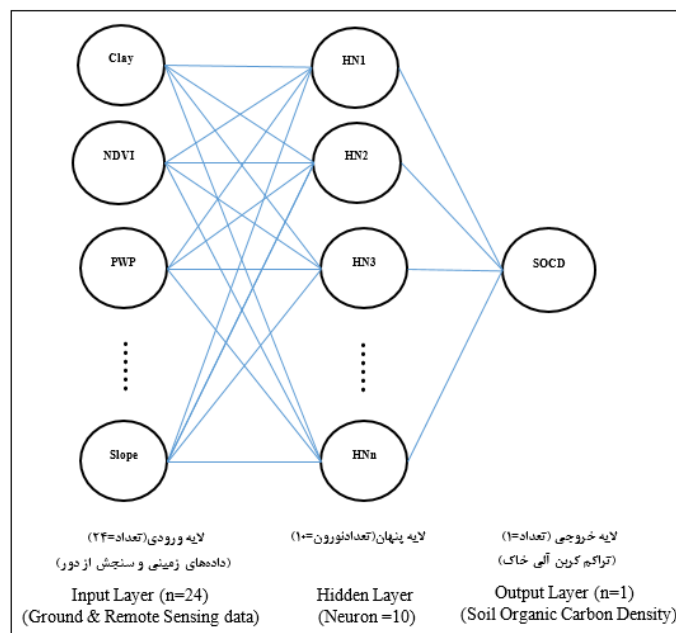 Clay
HN1
NDVI
HN2
PWP
HN3
SOCD
Slope
HNn
لایه ورودی(تعداد=۲۴)
(داده‌های زمینی و سنجش از دور)
Input Layer (n=24)
(Ground & Remote Sensing data)
لایه پنهان(تعدادنورون=۱۰)
Hidden Layer
(Neuron =10)
لایه خروجی (تعداد=۱)
(تراکم کربن آلی خاک)
Output Layer (n=1)
(Soil Organic Carbon Density)